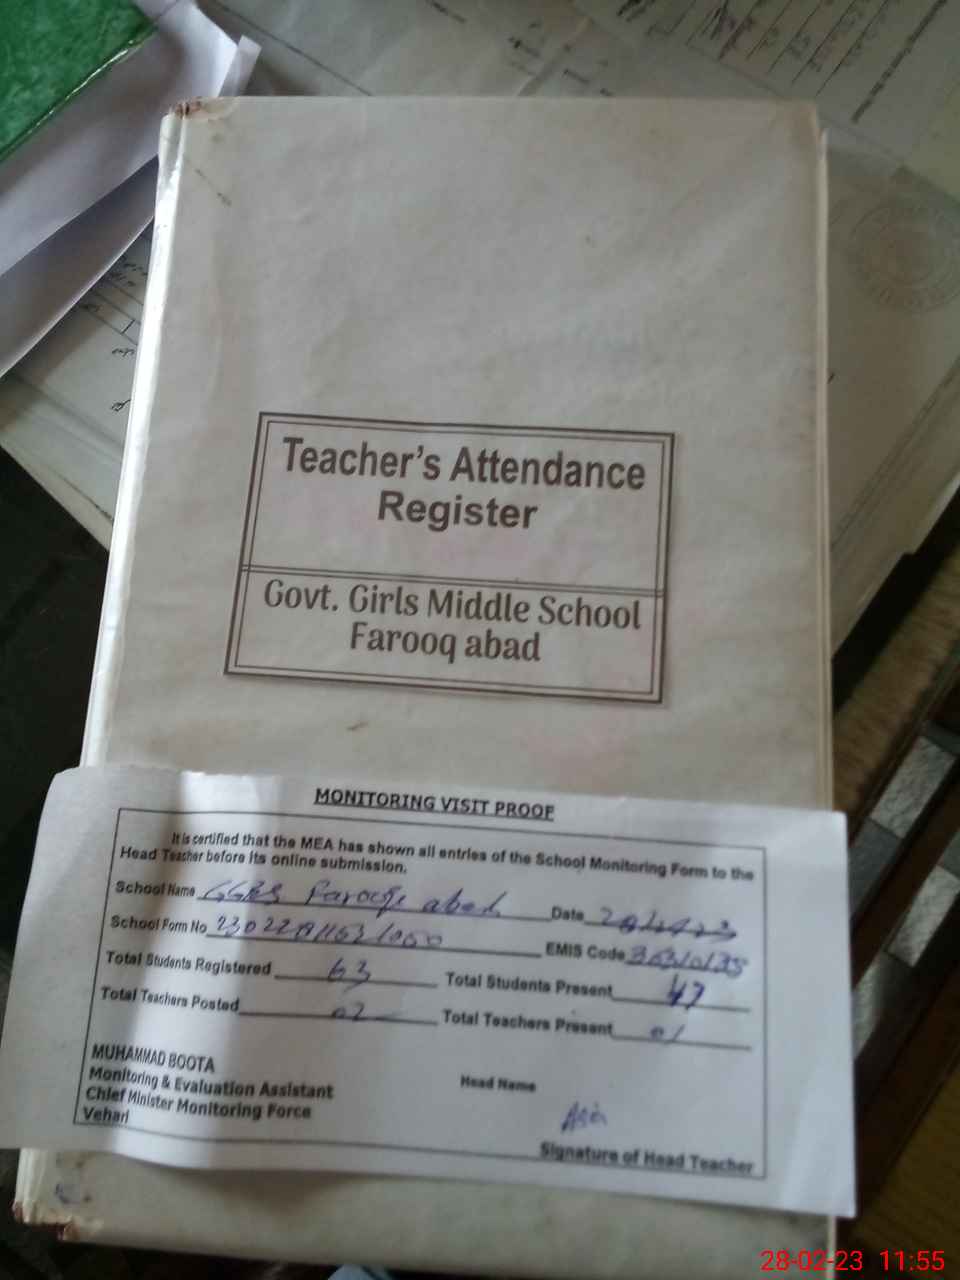 Teacher's Attendance
Register
Govt. Girls Middle School
Farooq abad
MONITORING VISIT PROOF
It is certified that the MEA has shown all entries of the School Monitoring Form to the
Head Teacher before its online submission.
School Name Farooq abad Date
School Form No EMIS Code
Total Students Registered 63 Total Students Present 47
Total Teachers Posted 02 Total Teachers Present 01
MUHAMMAD BOOTA
Monitoring & Evaluation Assistant
Chief Minister Monitoring Force
Vehari
Head Name
Asia
Signature of Head Teacher
28-02-23 11:55